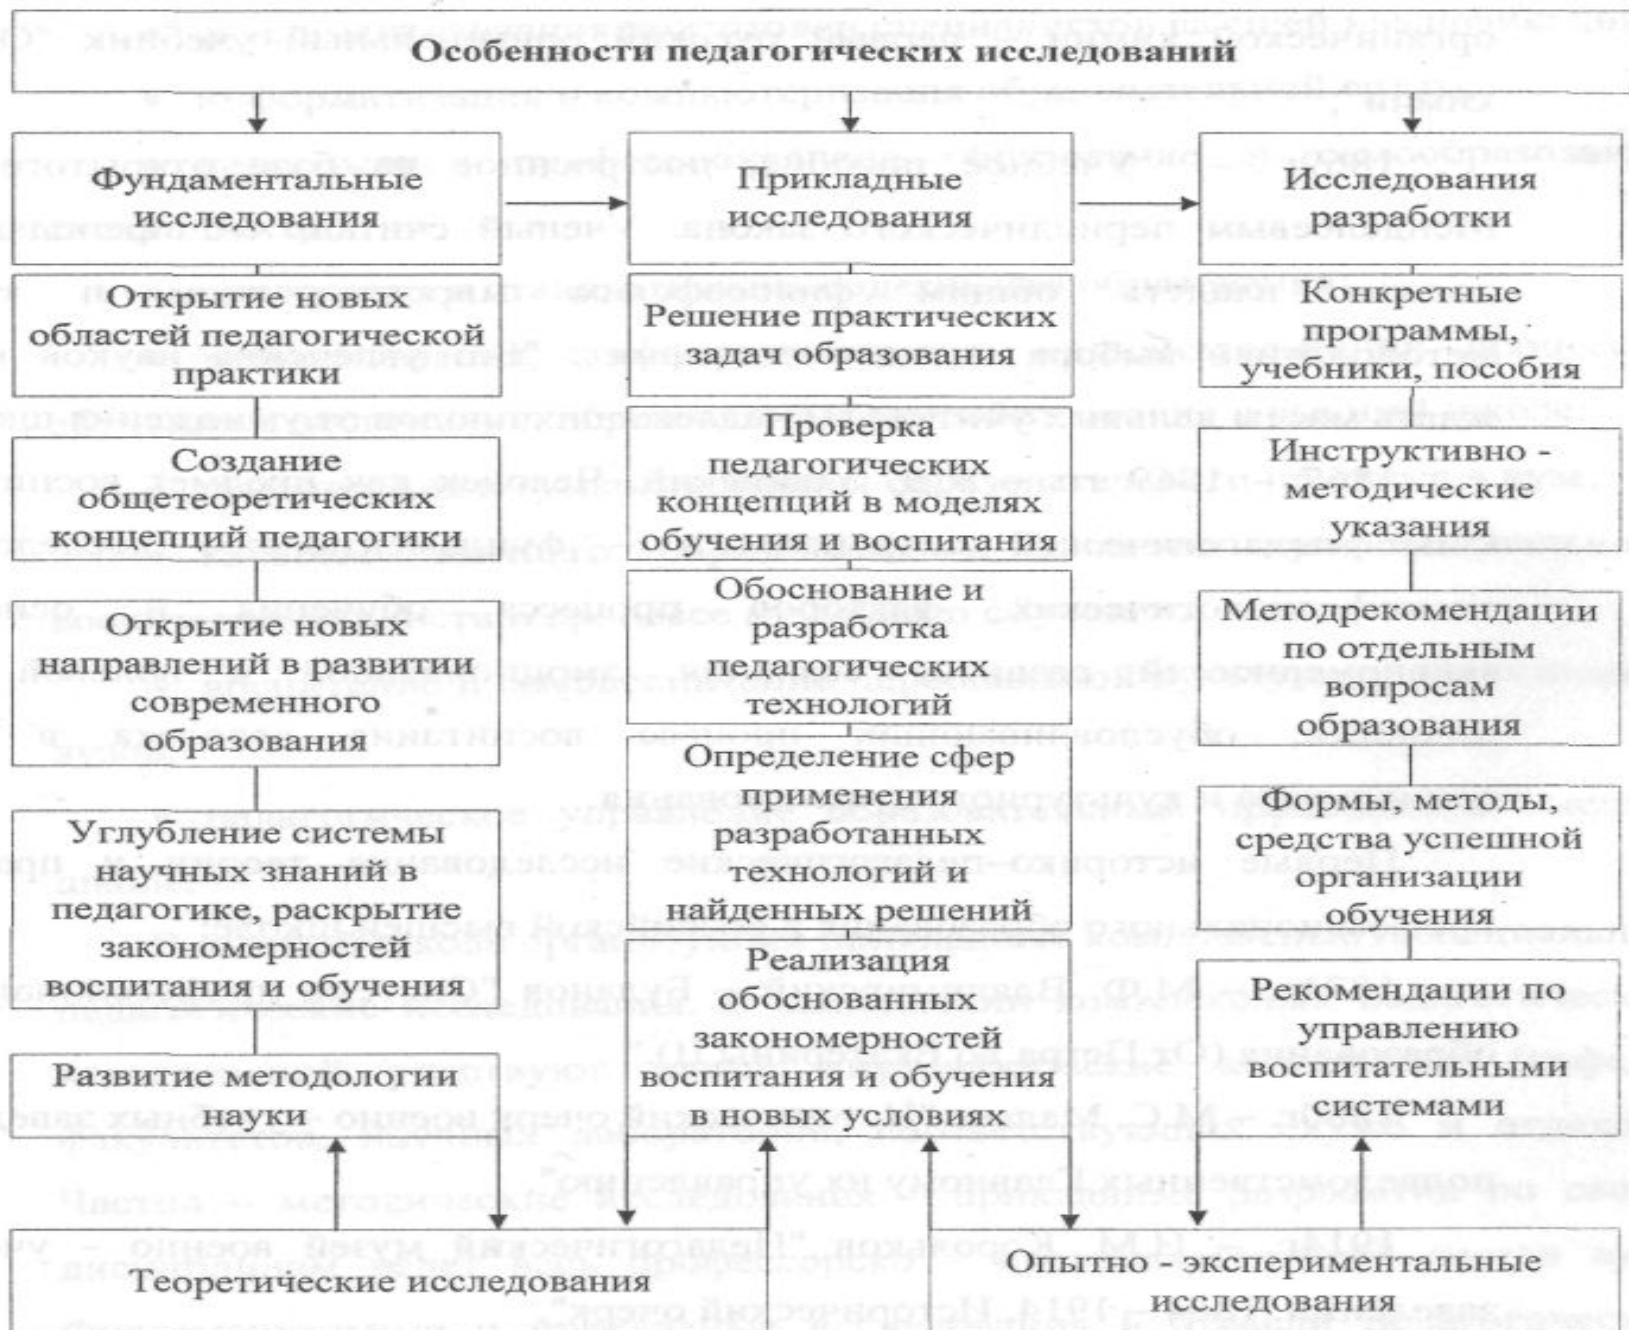 Особенности педагогических исследований
Фундаментальные
исследования
Прикладные
исследования
Исследования
разработки
Открытие новых
областей педагогической
практики
Решение практических
задач образования
Конкретные
программы,
учебники, пособия
Создание
общетеоретических
концепций педагогики
Проверка
педагогических
концепций в моделях
обучения и воспитания
Инструктивно -
методические
указания
Открытие новых
направлений в развитии
современного
образования
Обоснование и
разработка
педагогических
технологий
Методрекомендации
по отдельным
вопросам
образования
Углубление системы
научных знаний в
педагогике, раскрытие
закономерностей
воспитания и обучения
Определение сфер
применения
разработанных
технологий и
найденных решений
Формы, методы,
средства успешной
организации
обучения
Развитие методологии
науки
Реализация
обоснованных
закономерностей
воспитания и обучения
в новых условиях
Рекомендации по
управлению
воспитательными
системами
Теоретические исследования
Опытно - экспериментальные
исследования